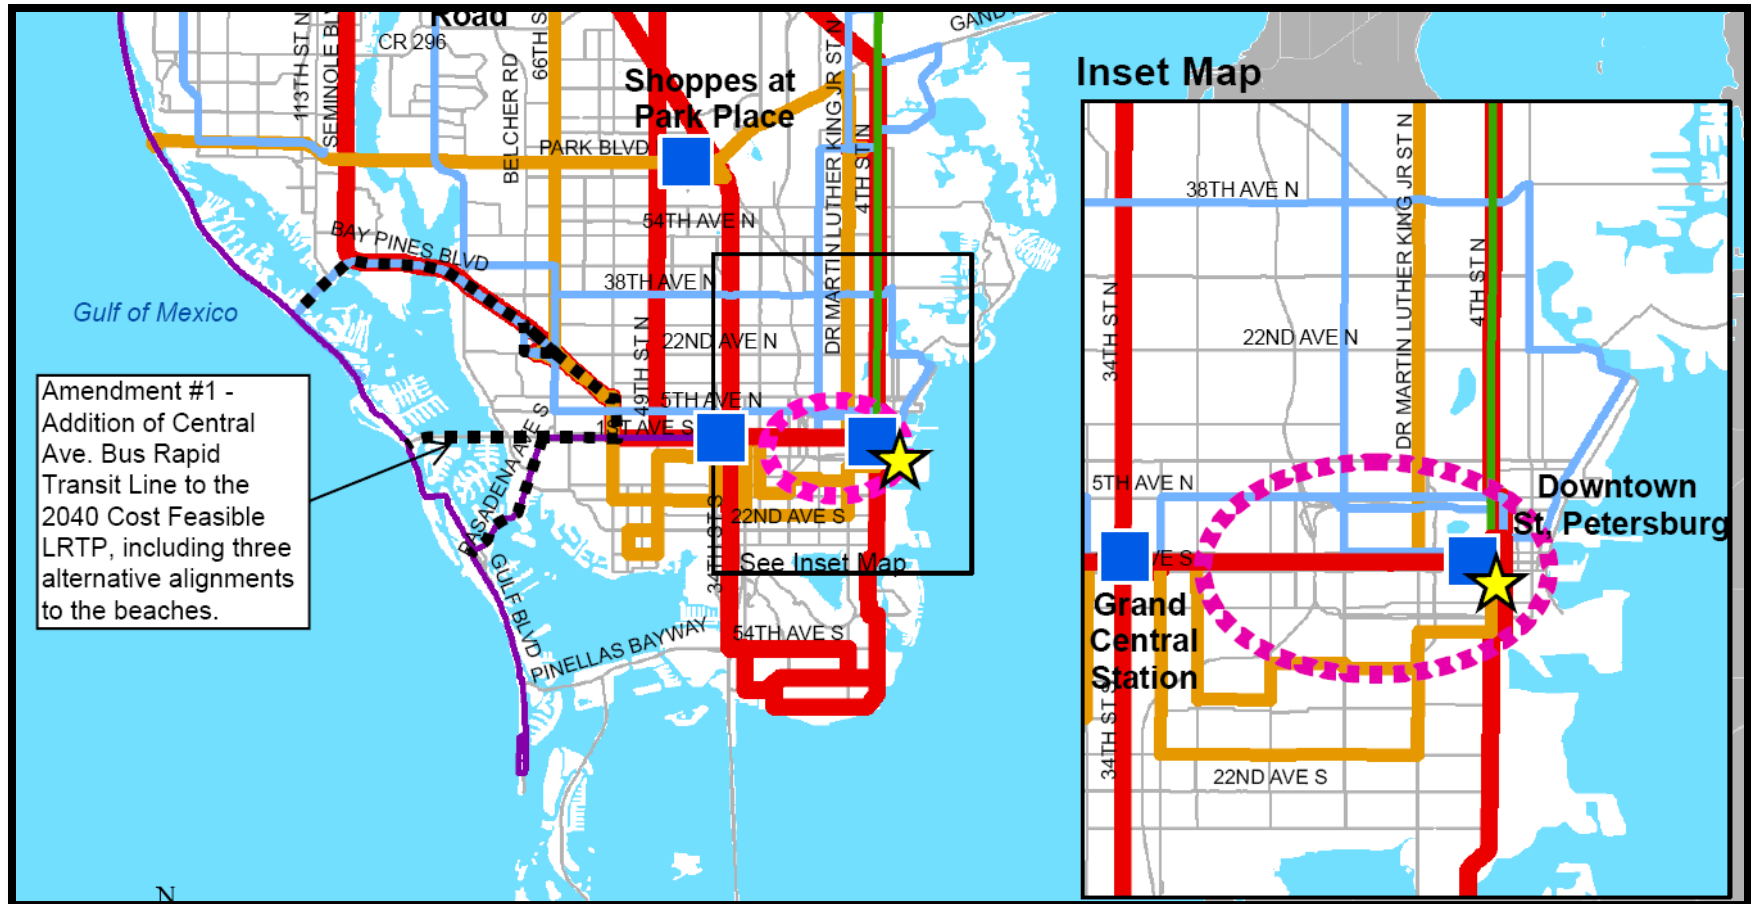 Road
CR 296
113TH ST N
SEMINOLE BL
BELCHER RD
66TH S
Shoppes at
Park Place
PARK BLVD
DR MARTIN LUTHER KING JR ST N
4TH ST N
54TH AVE N
BAY PINES BLVD
38TH AVE N
Gulf of Mexico
22ND AVE N
49TH ST N
5TH AVE N
1ST AVE S
PASADENA AVE S
Amendment #1 -
Addition of Central
Ave. Bus Rapid
Transit Line to the
2040 Cost Feasible
LRTP, including three
alternative alignments
to the beaches.
34TH ST S
22ND AVE S
See Inset Map
GULF BLVD
PINELLAS BAYWAY
54TH AVE S
N
Inset Map
38TH AVE N
34TH ST N
22ND AVE N
DR MARTIN LUTHER KING JR ST N
4TH ST N
5TH AVE N
Downtown
St. Petersburg
VE S
Grand
Central
Station
34TH ST S
22ND AVE S